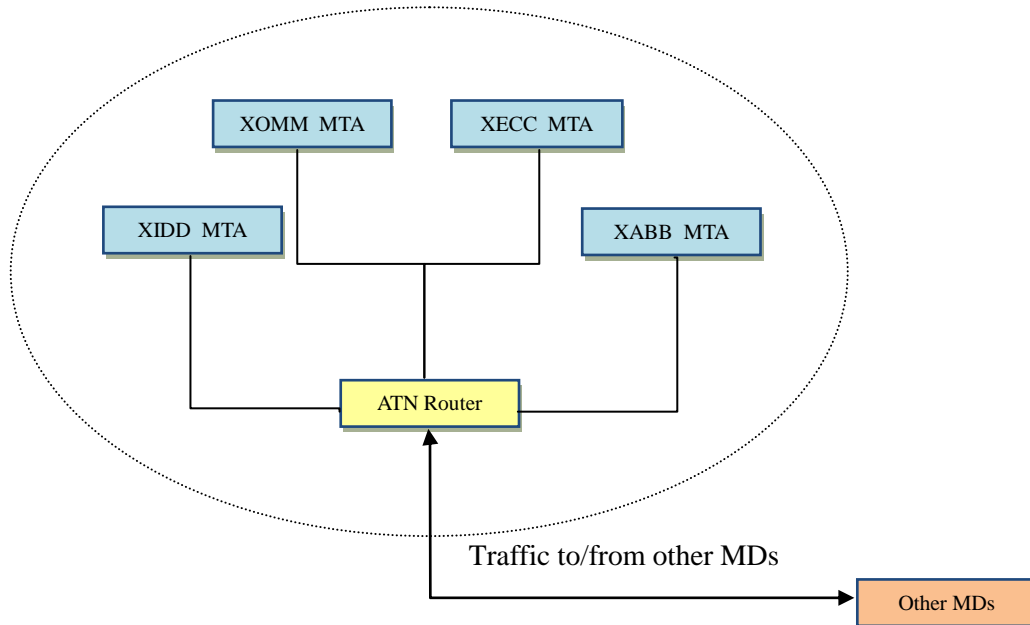 XOMM MTA
XECC MTA
XIDD MTA
XABB MTA
ATN Router
Traffic to/from other MDs
Other MDs